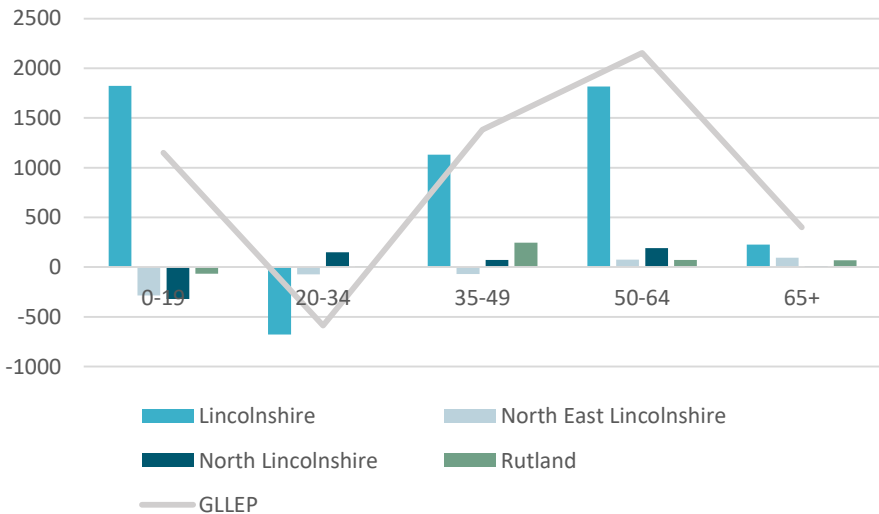 2500
2000
1500
1000
500
0
-500
-1000
0-19 20-34 35-49 50-64 65+
Lincolnshire North East Lincolnshire
North Lincolnshire Rutland
GLLEP